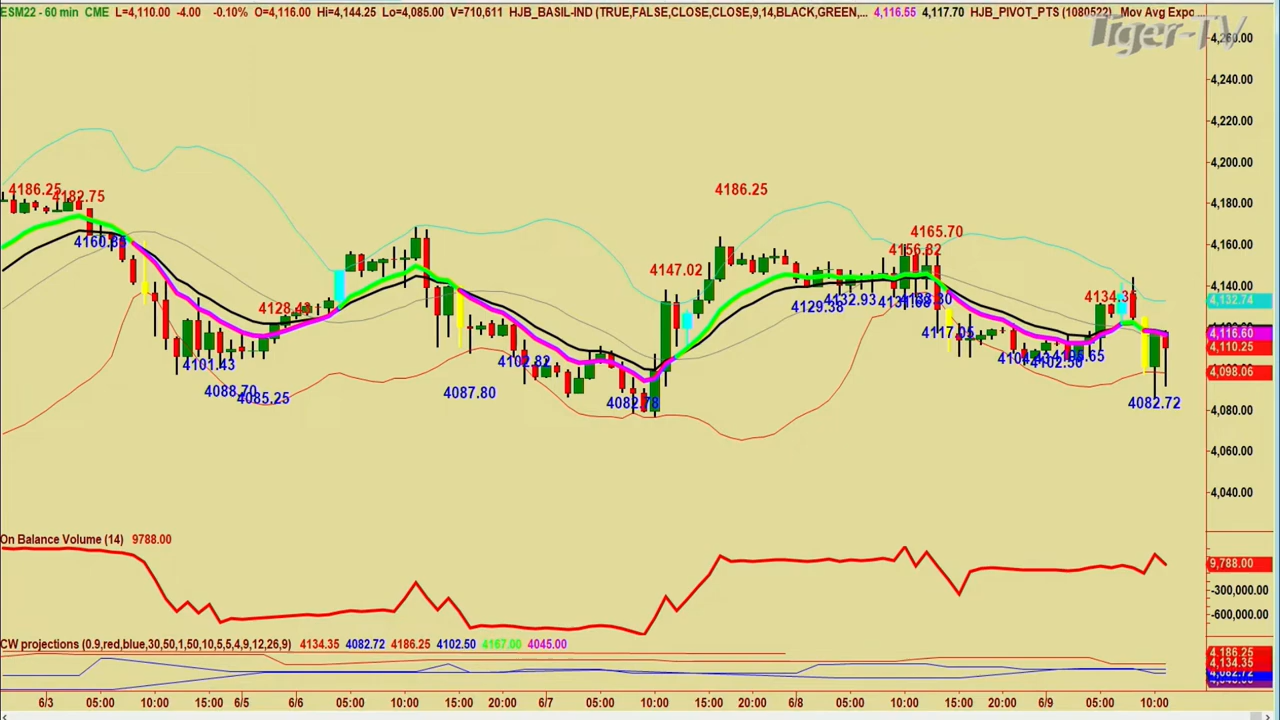 ESM22 - 60 min CME L=4,110.00 -4.00 -0.10% O=4,116.00 Hi=4,144.25 Lo=4,085.00 V=710,611 HJB_BASIL-IND (TRUE,FALSE,CLOSE,CLOSE,9,14,BLACK,GREEN,... 4,116.55 4,117.70 HJB_PIVOT_PTS (1080522) Mov Avg Expo...
Tiger-TV
4,260.00
4,240.00
4,220.00
4,200.00
4186.25 4182.75 4186.25
4,180.00
4165.70
4160.85 4156.82
4,160.00
4147.02
4,140.00
4128.43 4129.38 4132.93 4134.35
4,132.74
4117.05
4,116.60
4,110.25
4101.43 4102.82 4102.50
4,098.06
4088.70 4085.25 4087.80 4082.78 4082.72
4,080.00
4,060.00
4,040.00
On Balance Volume (14) 9788.00
9,788.00
-300,000.00
-600,000.00
CW projections (0.9,red,blue,30,50,1,50,10,5,5,4,9,12,26,9) 4134.35 4082.72 4186.25 4102.50 4167.00 4045.00
4,186.25
4,134.35
4,082.72
6/3 05:00 10:00 15:00 6/5 05:00 6/6 05:00 10:00 15:00 20:00 6/7 05:00 10:00 15:00 20:00 6/8 05:00 10:00 15:00 20:00 6/9 05:00 10:00